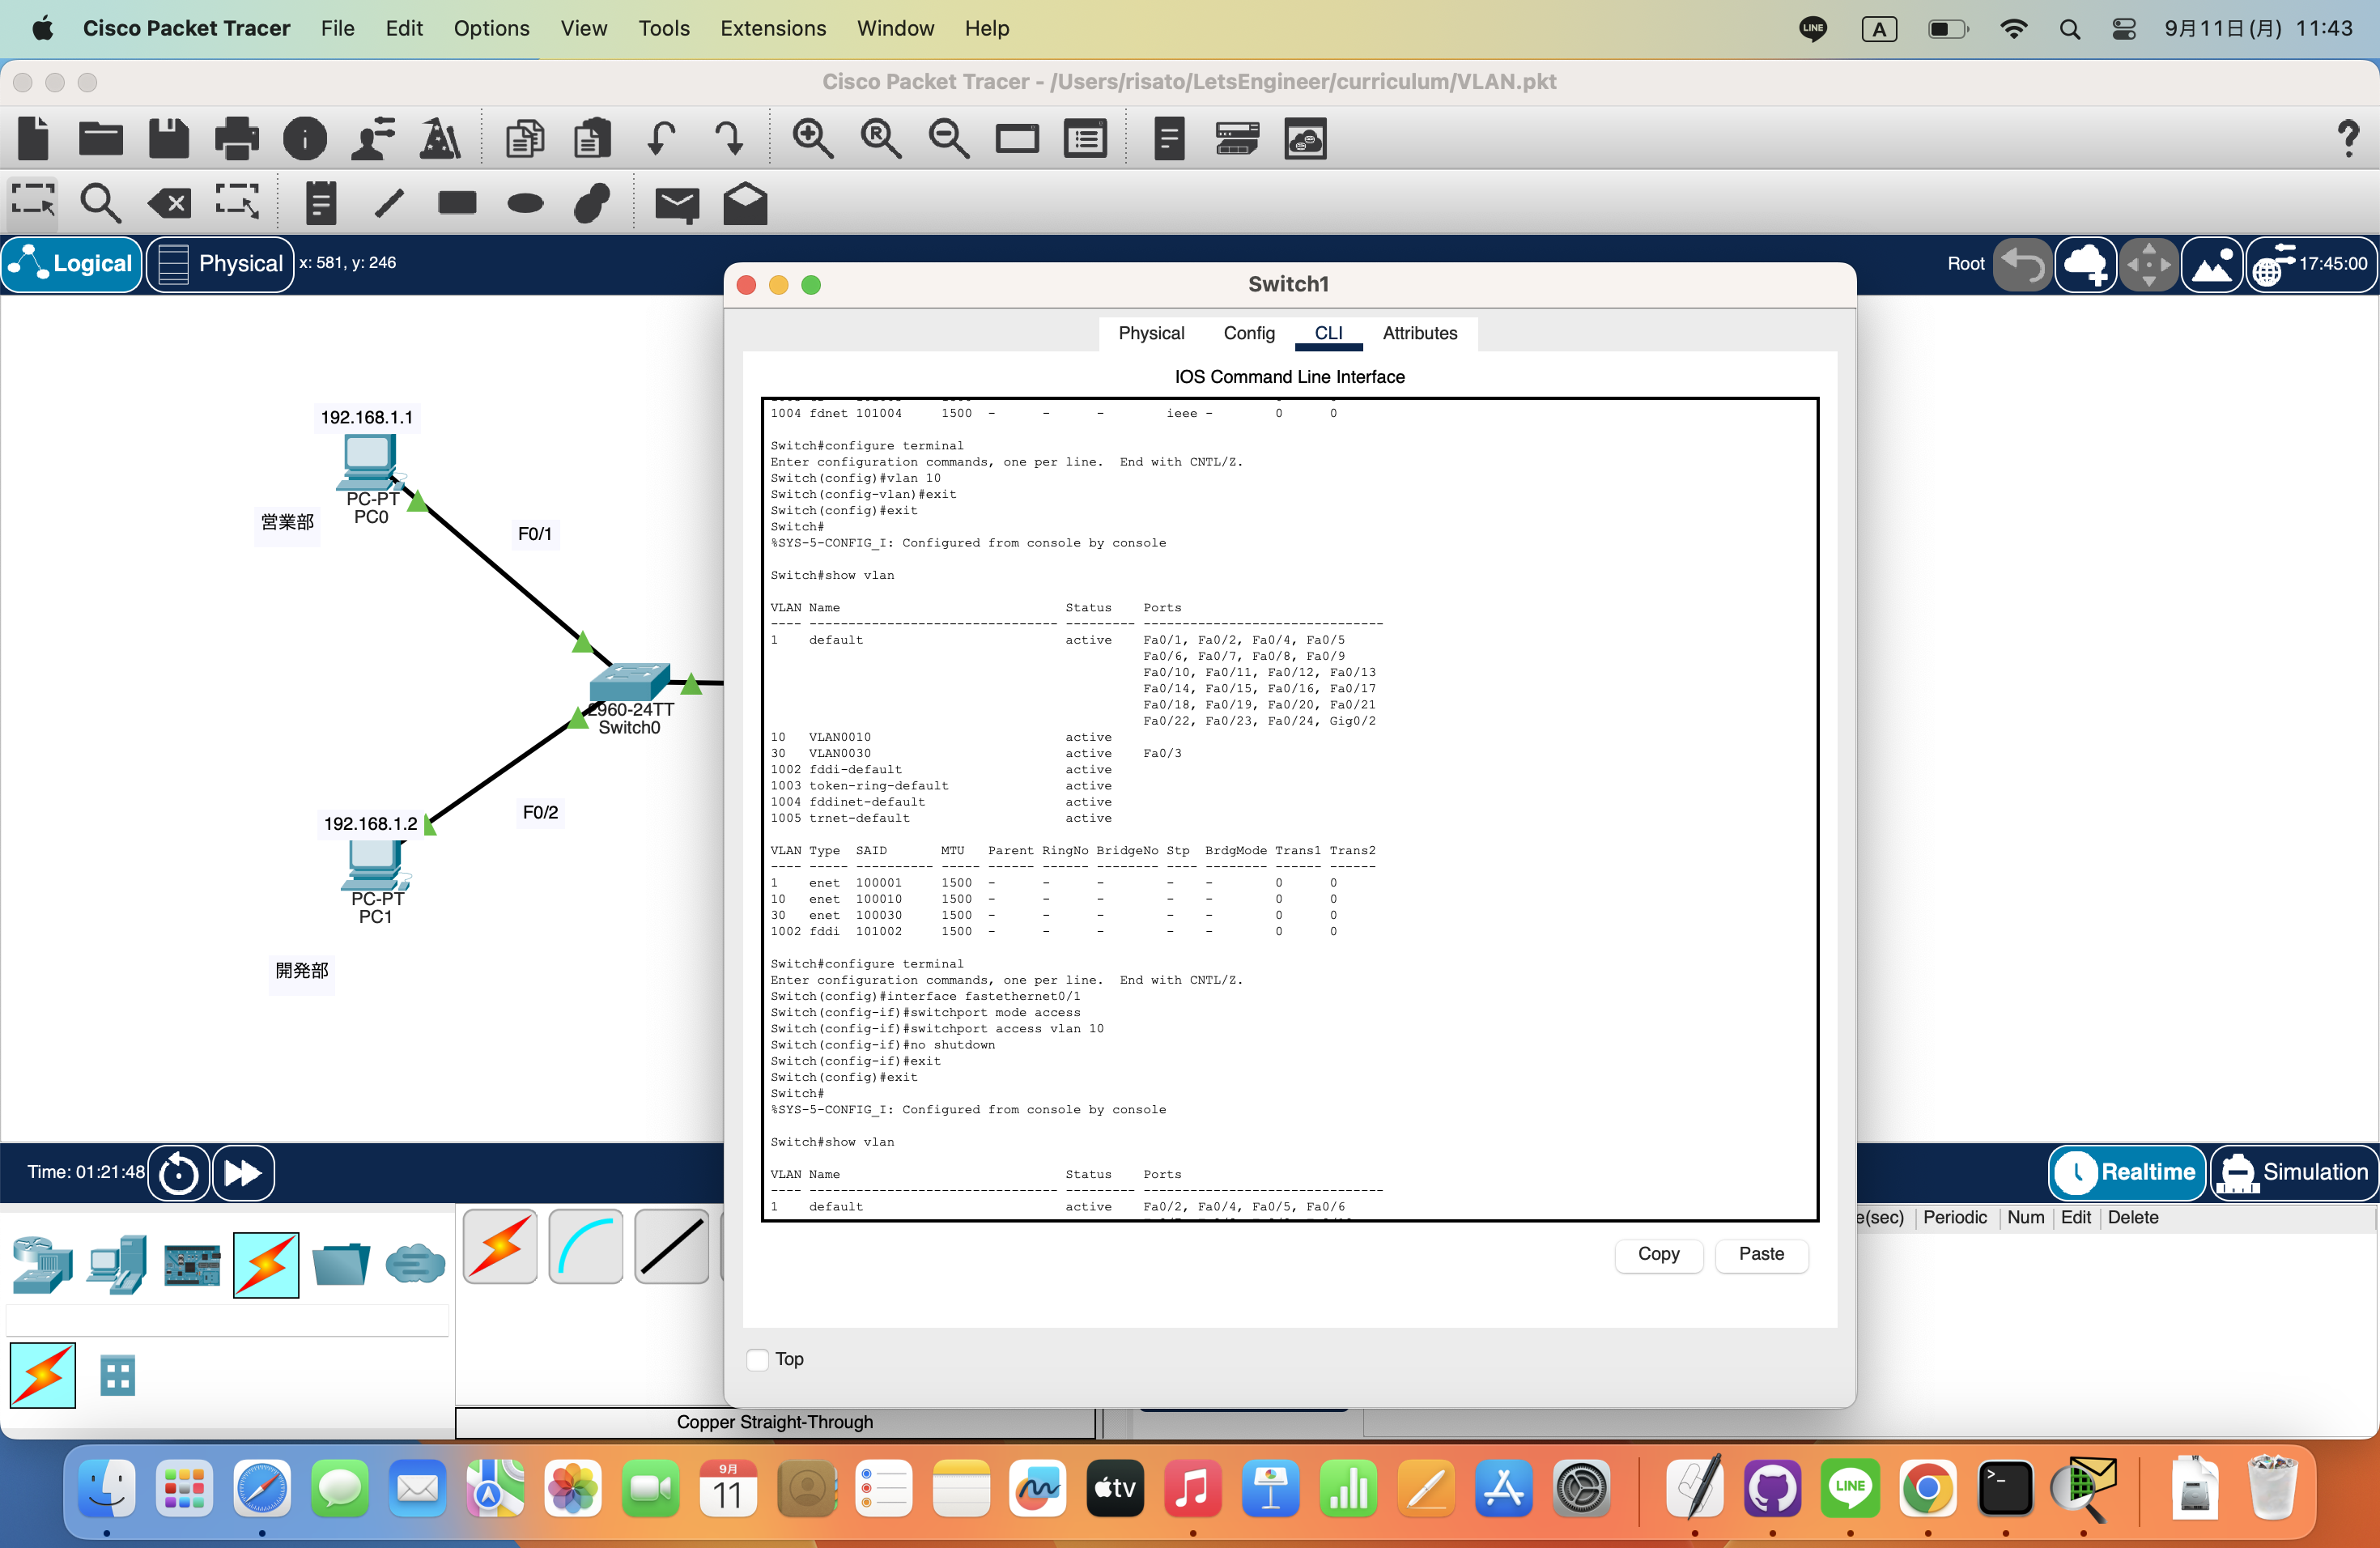 Cisco Packet Tracer File Edit Options View Tools Extensions Window Help LINE A 9月11日(月) 11:43
Cisco Packet Tracer - /Users/risato/LetsEngineer/curriculum/VLAN.pkt
Logical Physical x: 581, y: 246 Root 17:45:00
192.168.1.1
PC-PT
PC0
営業部
F0/1
2960-24TT
Switch0
F0/2
192.168.1.2
PC-PT
PC1
開発部
Switch1
Physical Config CLI Attributes
IOS Command Line Interface
1004 fdnet 101004 1500 - - - ieee - 0 0
Switch#configure terminal
Enter configuration commands, one per line. End with CNTL/Z.
Switch(config)#vlan 10
Switch(config-vlan)#exit
Switch(config)#exit
Switch#
%SYS-5-CONFIG_I: Configured from console by console
Switch#show vlan
VLAN Name Status Ports
---- -------------------------------- --------- -------------------------------
1 default active Fa0/1, Fa0/2, Fa0/4, Fa0/5
Fa0/6, Fa0/7, Fa0/8, Fa0/9
Fa0/10, Fa0/11, Fa0/12, Fa0/13
Fa0/14, Fa0/15, Fa0/16, Fa0/17
Fa0/18, Fa0/19, Fa0/20, Fa0/21
Fa0/22, Fa0/23, Fa0/24, Gig0/2
10 VLAN0010 active
30 VLAN0030 active Fa0/3
1002 fddi-default active
1003 token-ring-default active
1004 fddinet-default active
1005 trnet-default active
VLAN Type SAID MTU Parent RingNo BridgeNo Stp BrdgMode Trans1 Trans2
---- ----- ---------- ----- ------ ------ -------- ---- -------- ------ ------
1 enet 100001 1500 - - - - - 0 0
10 enet 100010 1500 - - - - - 0 0
30 enet 100030 1500 - - - - - 0 0
1002 fddi 101002 1500 - - - - - 0 0
Switch#configure terminal
Enter configuration commands, one per line. End with CNTL/Z.
Switch(config)#interface fastethernet0/1
Switch(config-if)#switchport mode access
Switch(config-if)#switchport access vlan 10
Switch(config-if)#no shutdown
Switch(config-if)#exit
Switch(config)#exit
Switch#
%SYS-5-CONFIG_I: Configured from console by console
Switch#show vlan
VLAN Name Status Ports
---- -------------------------------- --------- -------------------------------
1 default active Fa0/2, Fa0/4, Fa0/5, Fa0/6
Copy Paste
Top
Time: 01:21:48 Realtime Simulation
e(sec) Periodic Num Edit Delete
Copper Straight-Through
9月
11
tv
LINE